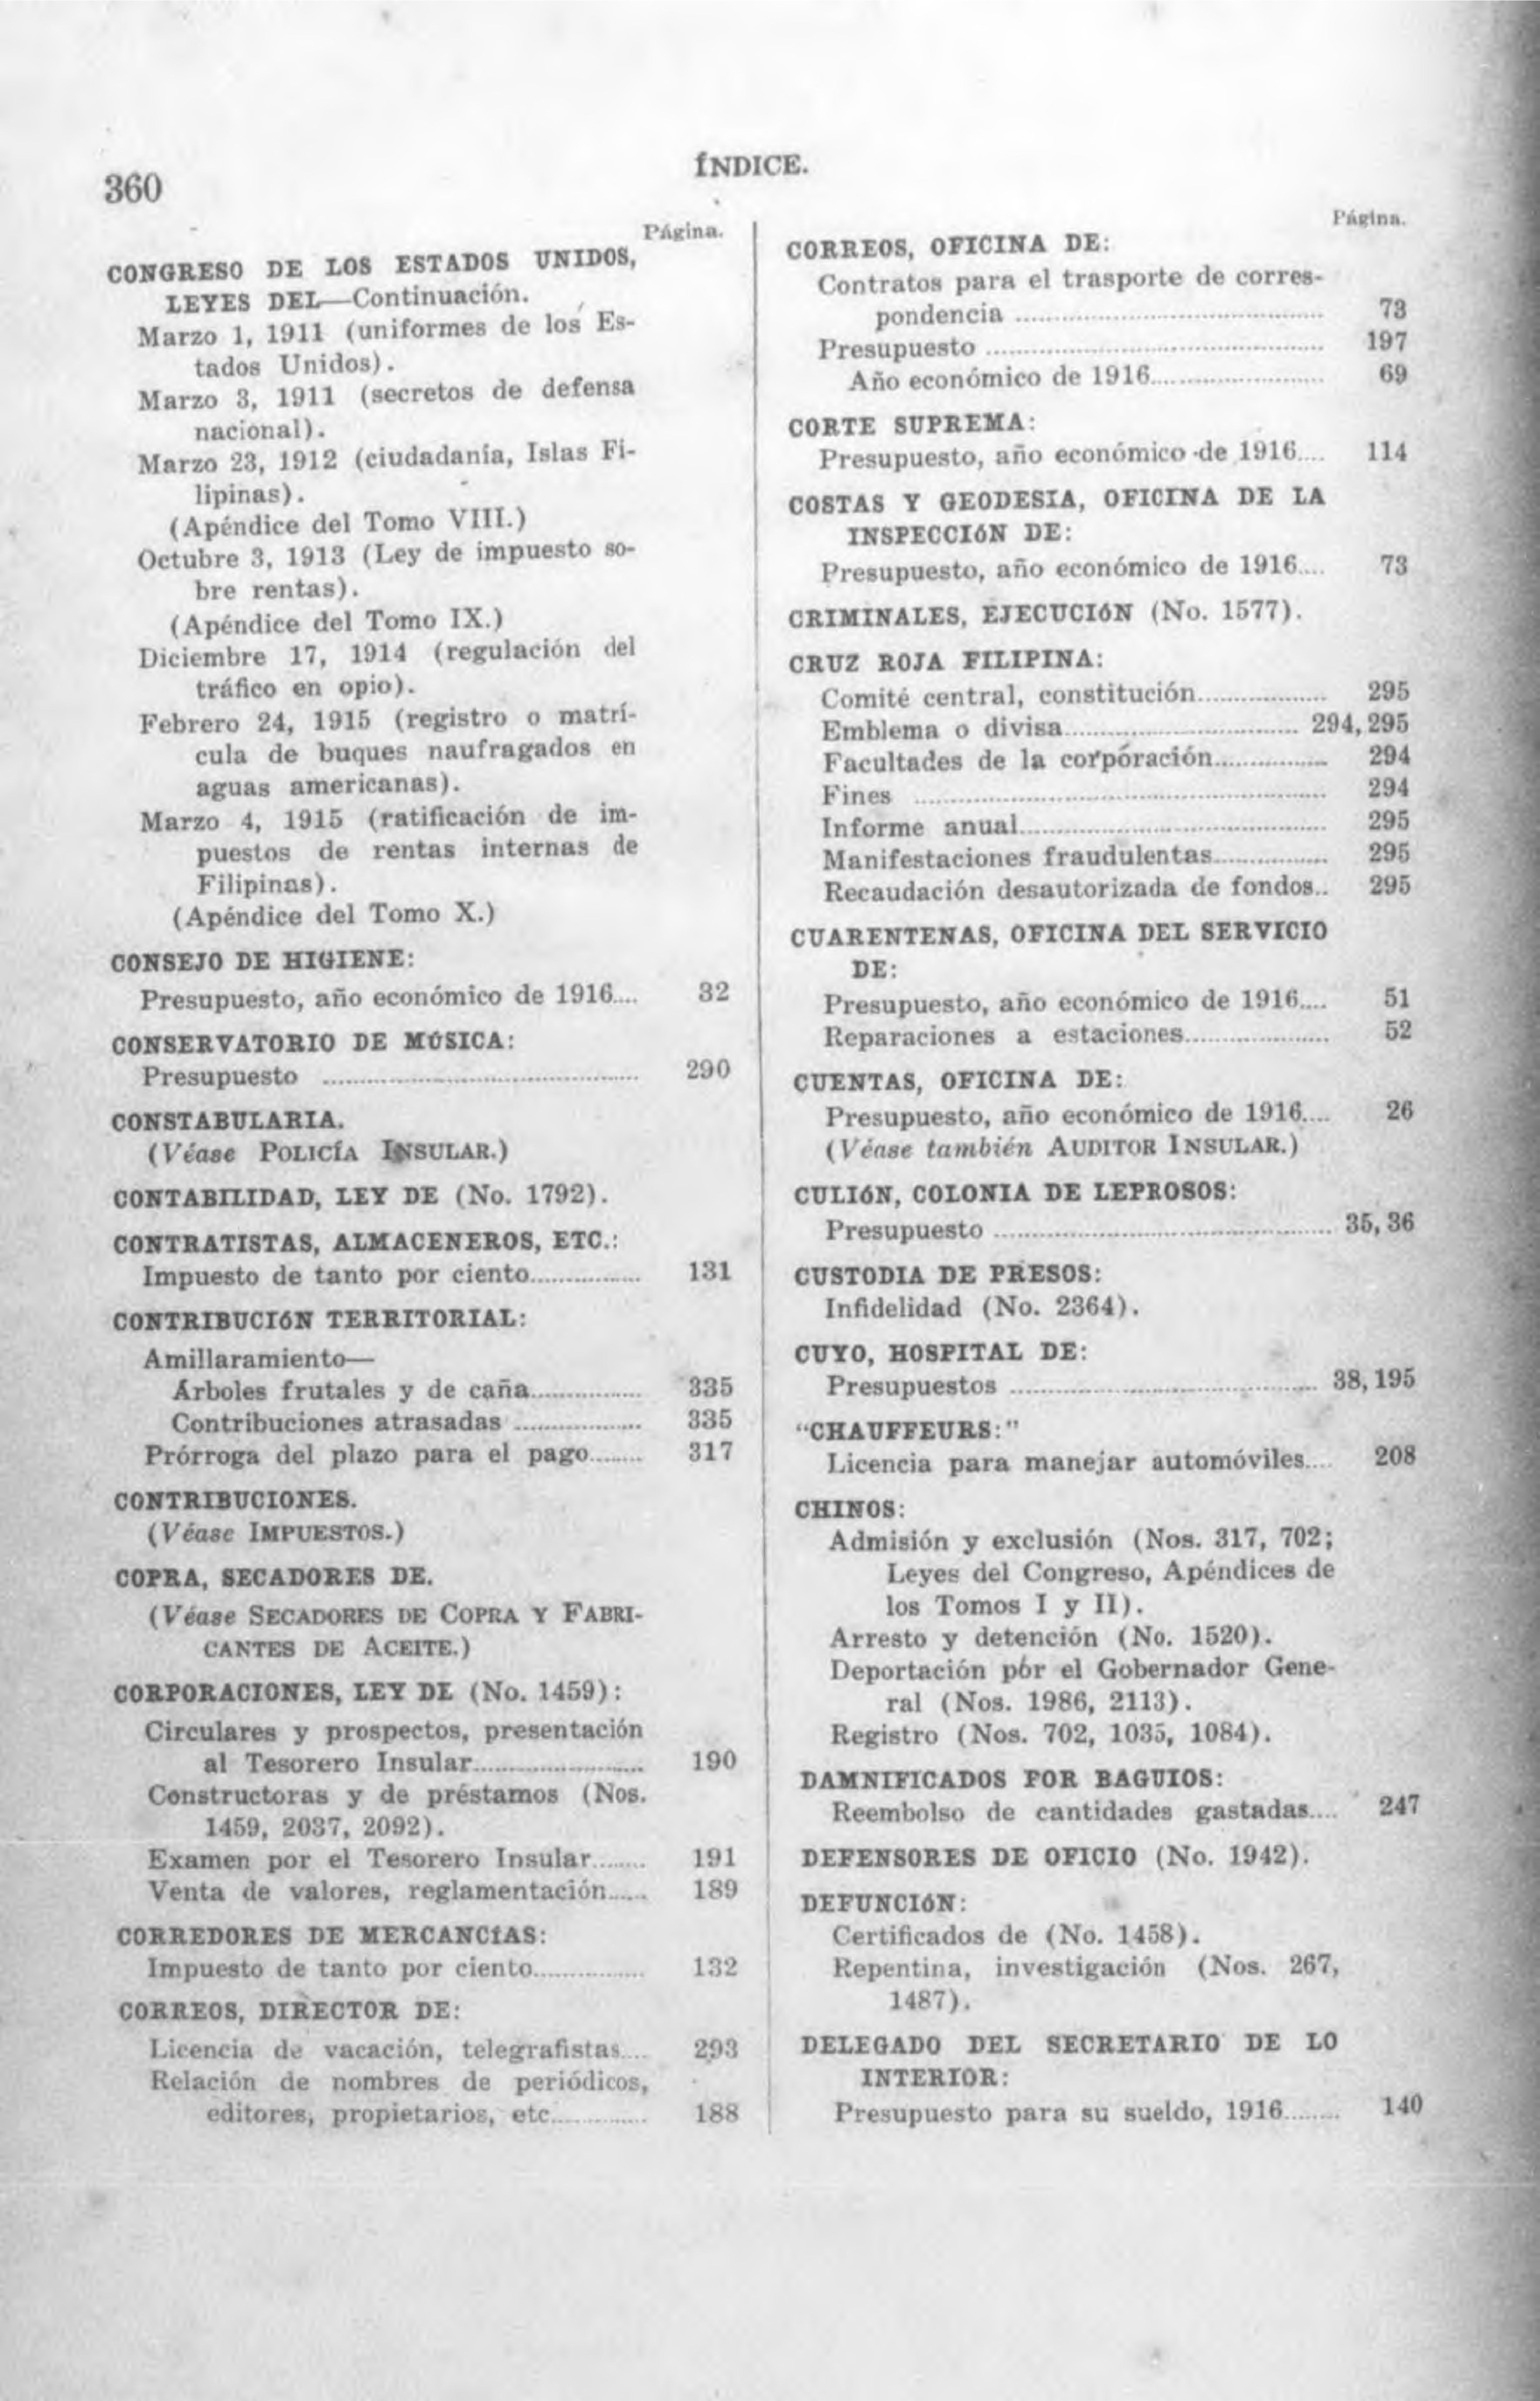 360
ÍNDICE.
Página.
CONGRESO DE LOS ESTADOS UNIDOS,
LEYES DEL—Continuación.
Marzo 1, 1911 (uniformes de los Es-
tados Unidos).
Marzo 3, 1911 (secretos de defensa
nacional).
Marzo 23, 1912 (ciudadanía, Islas Fi-
lipinas).
(Apéndice del Tomo VIII.)
Octubre 3, 1913 (Ley de impuesto so-
bre rentas).
(Apéndice del Tomo IX.)
Diciembre 17, 1914 (regulación del
tráfico en opio).
Febrero 24, 1915 (registro o matrí-
cula de buques naufragados en
aguas americanas).
Marzo 4, 1915 (ratificación de im-
puestos de rentas internas de
Filipinas).
(Apéndice del Tomo X.)
CONSEJO DE HIGIENE:
Presupuesto, año económico de 1916.... 32
CONSERVATORIO DE MÚSICA:
Presupuesto ........................................ 290
CONSTABULARIA.
(Véase POLICÍA INSULAR.)
CONTABILIDAD, LEY DE (No. 1792).
CONTRATISTAS, ALMACENEROS, ETC.:
Impuesto de tanto por ciento................ 131
CONTRIBUCIÓN TERRITORIAL:
Amillaramiento—
Árboles frutales y de caña................ 335
Contribuciones atrasadas .................. 335
Prórroga del plazo para el pago........ 317
CONTRIBUCIONES.
(Véase IMPUESTOS.)
COPRA, SECADORES DE.
(Véase SECADORES DE COPRA Y FABRI-
CANTES DE ACEITE.)
CORPORACIONES, LEY DE (No. 1459):
Circulares y prospectos, presentación
al Tesorero Insular........................ 190
Constructoras y de préstamos (Nos.
1459, 2037, 2092).
Examen por el Tesorero Insular........ 191
Venta de valores, reglamentación...... 189
CORREDORES DE MERCANCÍAS:
Impuesto de tanto por ciento................ 132
CORREOS, DIRECTOR DE:
Licencia de vacación, telegrafistas.... 293
Relación de nombres de periódicos,
editores, propietarios, etc.............. 188
Página.
CORREOS, OFICINA DE:
Contratos para el trasporte de corres-
pondencia ........................................ 73
Presupuesto ............................................ 197
Año económico de 1916........................ 69
CORTE SUPREMA:
Presupuesto, año económico de 1916.... 114
COSTAS Y GEODESIA, OFICINA DE LA
INSPECCIÓN DE:
Presupuesto, año económico de 1916.... 73
CRIMINALES, EJECUCIÓN (No. 1577).
CRUZ ROJA FILIPINA:
Comité central, constitución.................. 295
Emblema o divisa................................ 294, 295
Facultades de la corporación................ 294
Fines .................................................... 294
Informe anual........................................ 295
Manifestaciones fraudulentas................ 295
Recaudación desautorizada de fondos.. 295
CUARENTENAS, OFICINA DEL SERVICIO
DE:
Presupuesto, año económico de 1916.... 51
Reparaciones a estaciones.................... 52
CUENTAS, OFICINA DE:
Presupuesto, año económico de 1916.... 26
(Véase también AUDITOR INSULAR.)
CULIÓN, COLONIA DE LEPROSOS:
Presupuesto ............................................ 35, 36
CUSTODIA DE PRESOS:
Infidelidad (No. 2364).
CUYO, HOSPITAL DE:
Presupuestos ........................................ 38, 195
“CHAUFFEURS:”
Licencia para manejar automóviles.... 208
CHINOS:
Admisión y exclusión (Nos. 317, 702;
Leyes del Congreso, Apéndices de
los Tomos I y II).
Arresto y detención (No. 1520).
Deportación por el Gobernador Gene-
ral (Nos. 1986, 2113).
Registro (Nos. 702, 1035, 1084).
DAMNIFICADOS POR BAGUIOS:
Reembolso de cantidades gastadas.... 247
DEFENSORES DE OFICIO (No. 1942).
DEFUNCIÓN:
Certificados de (No. 1458).
Repentina, investigación (Nos. 267,
1487).
DELEGADO DEL SECRETARIO DE LO
INTERIOR:
Presupuesto para su sueldo, 1916........ 140